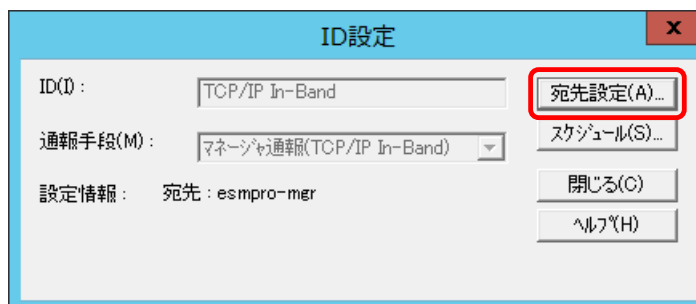 ID設定
x
ID(I) :
TCP/IP In-Band
宛先設定(A)...
通報手段(M) :
マネージャ通報(TCP/IP In-Band)
スケジュール(S)...
設定情報 : 宛先 : esmpro-mgr
閉じる(C)
ヘルプ(H)